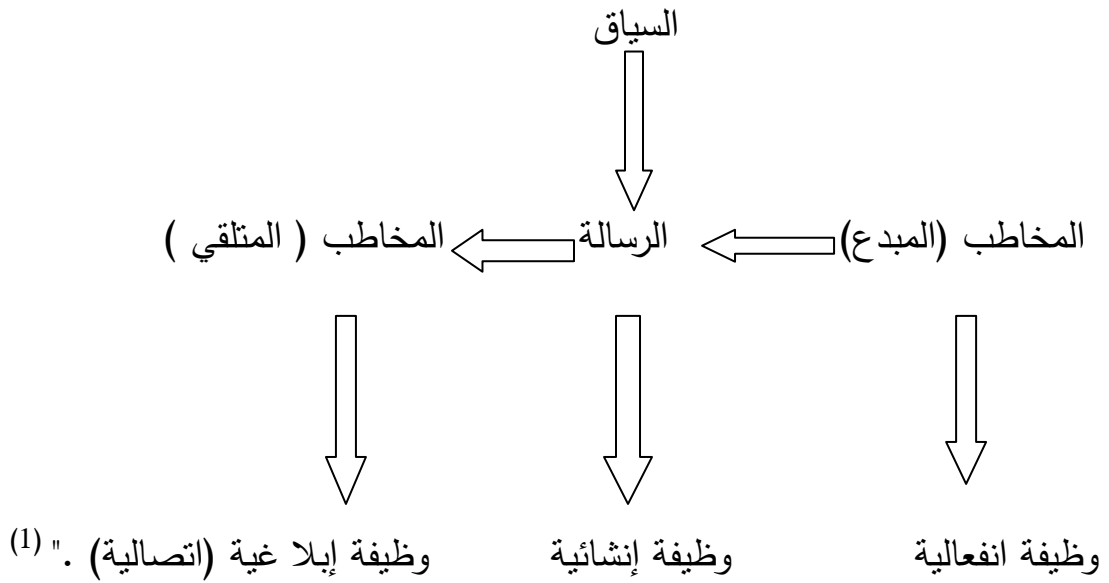 السياق
المخاطب (المبدع) الرسالة المخاطب ( المتلقي )
وظيفة انفعالية وظيفة إنشائية وظيفة إبلا غية (اتصالية) ." (1)